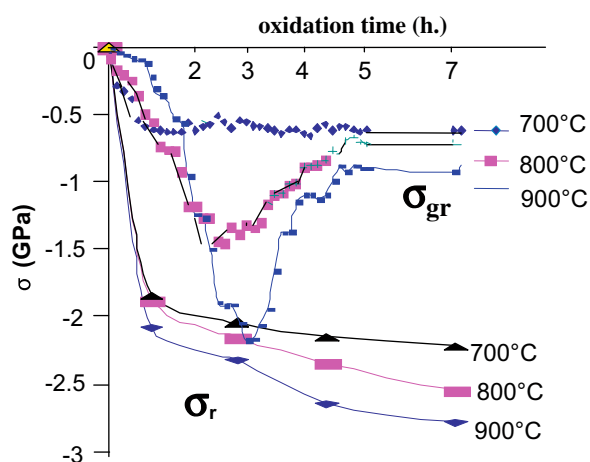 oxidation time (h.)
0 2 3 4 5 7
-0.5
-1
-1.5
-2
-2.5
-3
σ (GPa)
700°C
800°C
900°C
σgr
σr
700°C
800°C
900°C